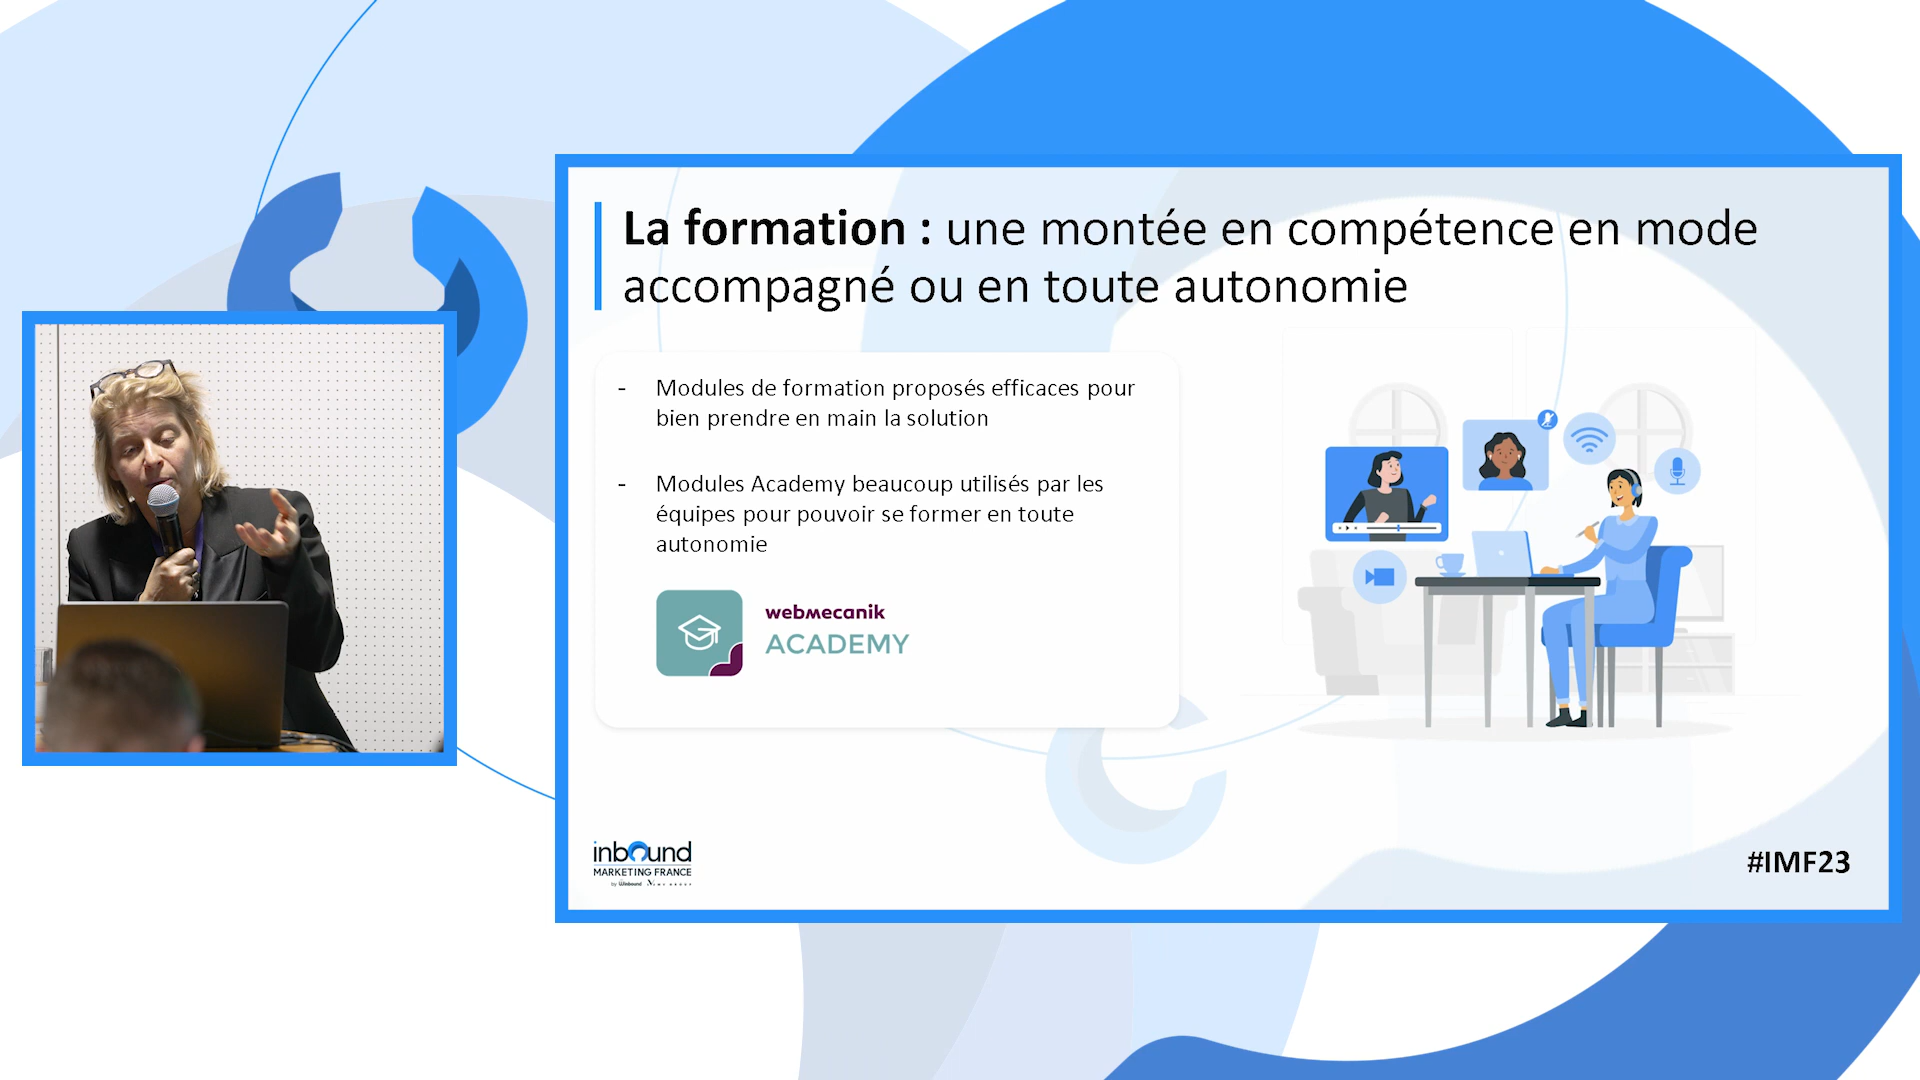 La formation : une montée en compétence en mode
accompagné ou en toute autonomie
- Modules de formation proposés efficaces pour
bien prendre en main la solution
- Modules Academy beaucoup utilisés par les
équipes pour pouvoir se former en toute
autonomie
webmecanik
ACADEMY
inbound
MARKETING FRANCE
by Winbound
#IMF23